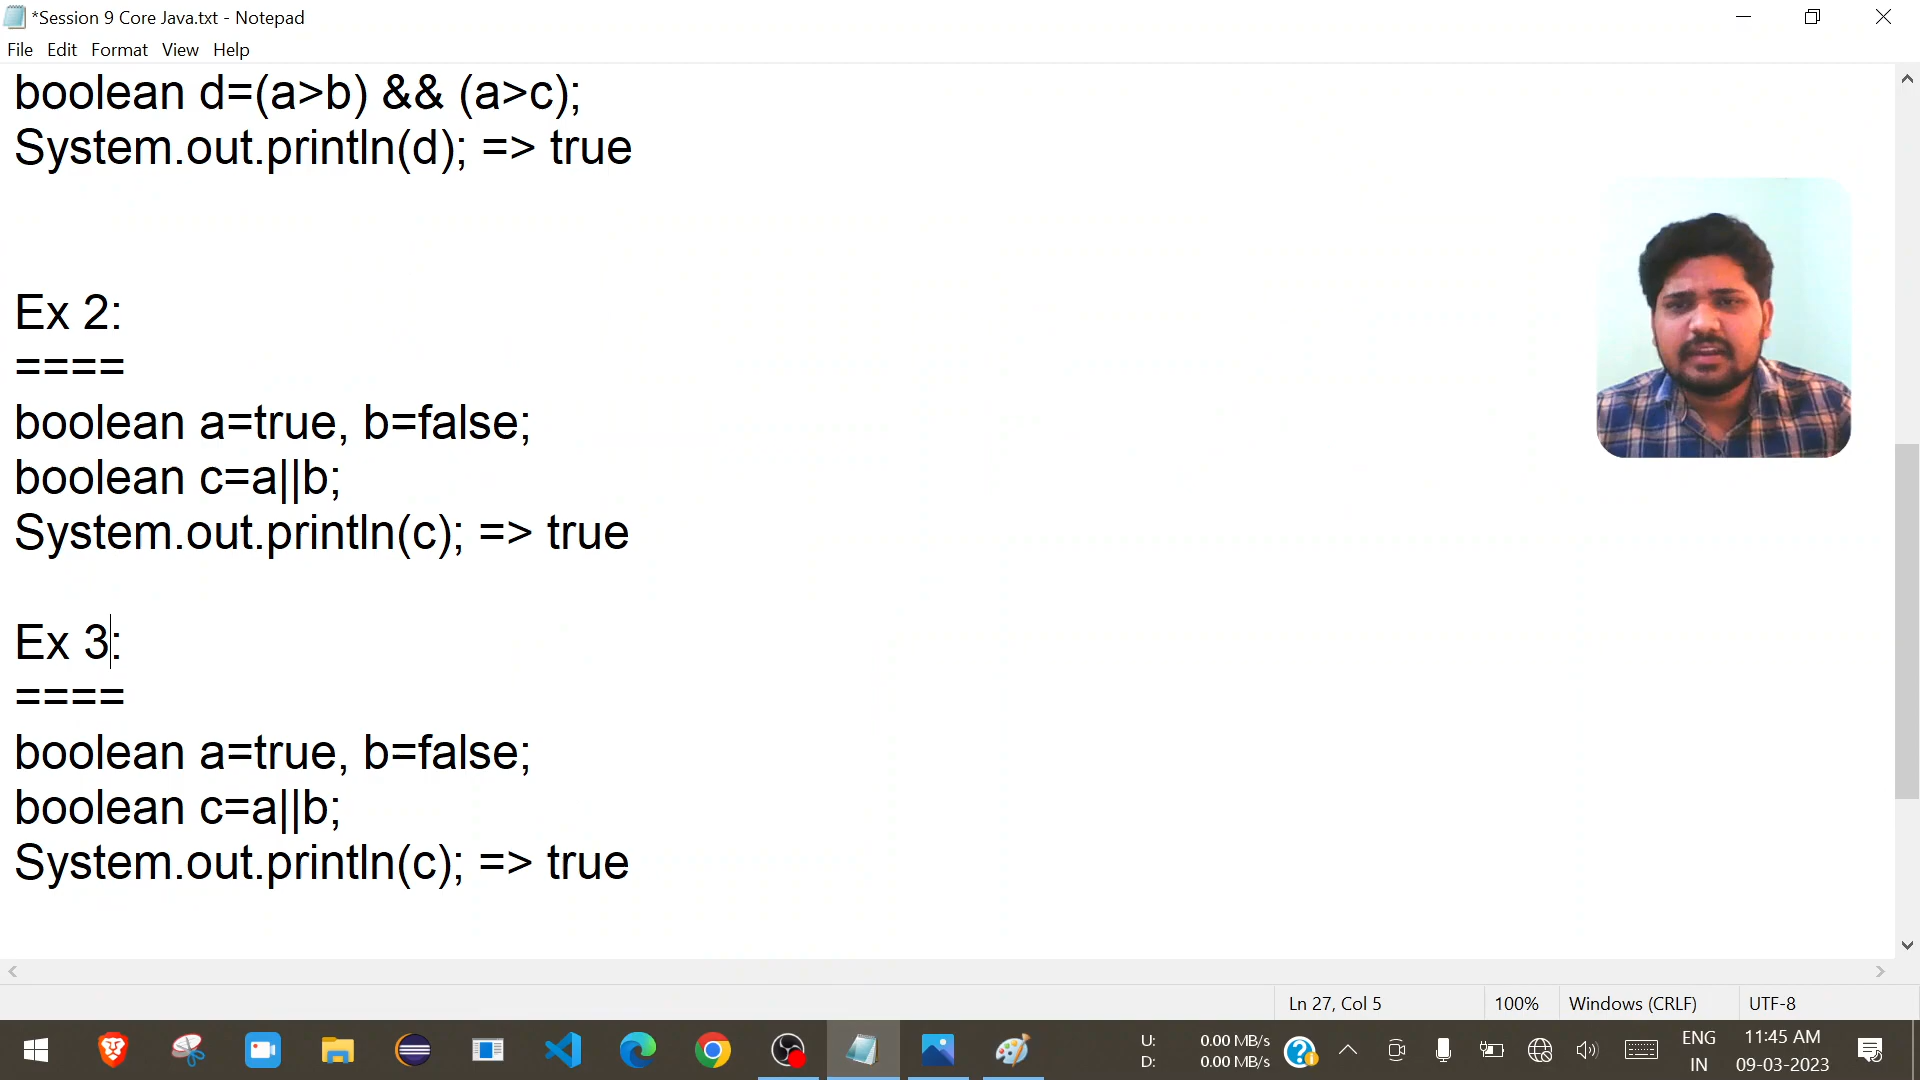 *Session 9 Core Java.txt - Notepad
File Edit Format View Help
boolean d=(a>b) && (a>c);
System.out.println(d); => true
Ex 2:
====
boolean a=true, b=false;
boolean c=a||b;
System.out.println(c); => true
Ex 3:
====
boolean a=true, b=false;
boolean c=a||b;
System.out.println(c); => true
Ln 27, Col 5 100% Windows (CRLF) UTF-8
U: 0.00 MB/s
D: 0.00 MB/s
ENG
IN
11:45 AM
09-03-2023